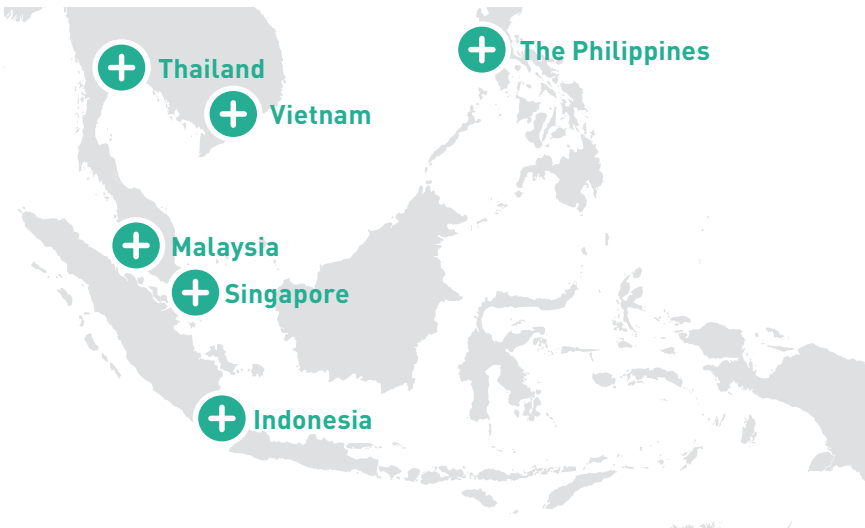 The Philippines
Thailand
Vietnam
Malaysia
Singapore
Indonesia